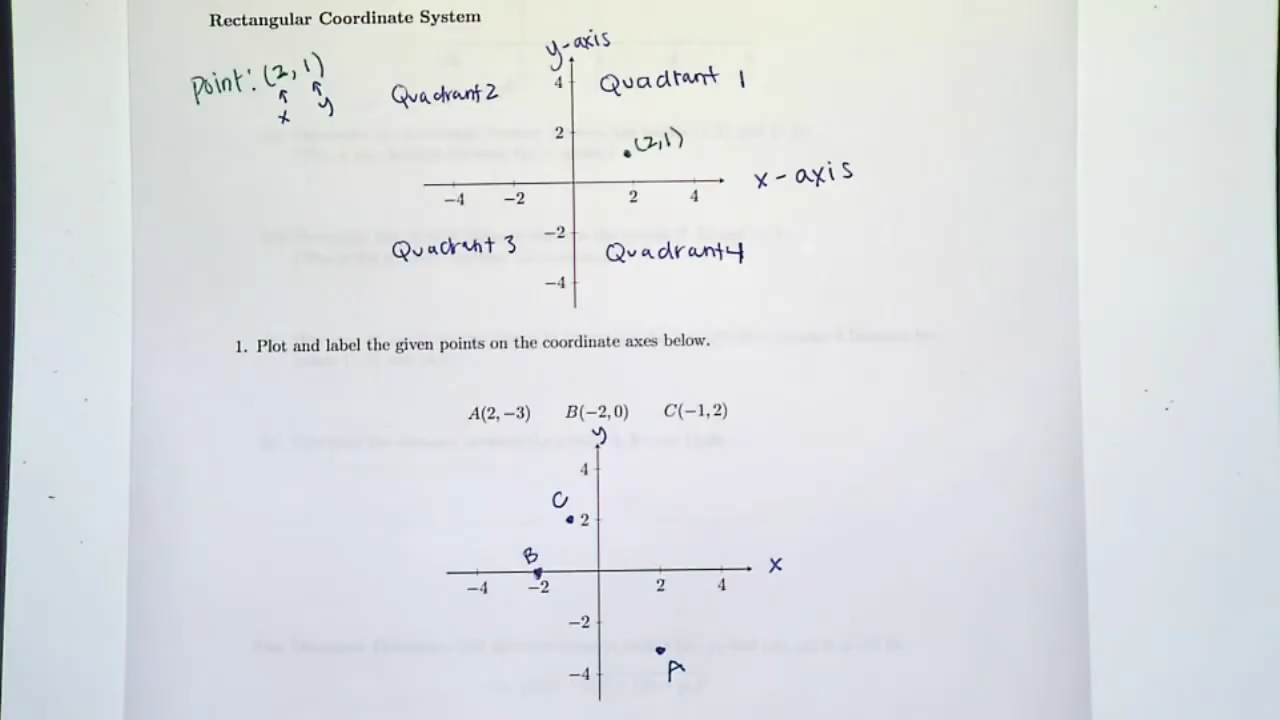 Rectangular Coordinate System
Point: (2, 1)
x y
y-axis
Quadrant 2
Quadtant 1
4
2
(2,1)
x-axis
−4 −2 2 4
−2
Quadrant 3
Quadrant 4
−4
1. Plot and label the given points on the coordinate axes below.
A(2, −3) B(−2, 0) C(−1, 2)
y
4
C
2
B
x
−4 −2 2 4
−2
−4
A